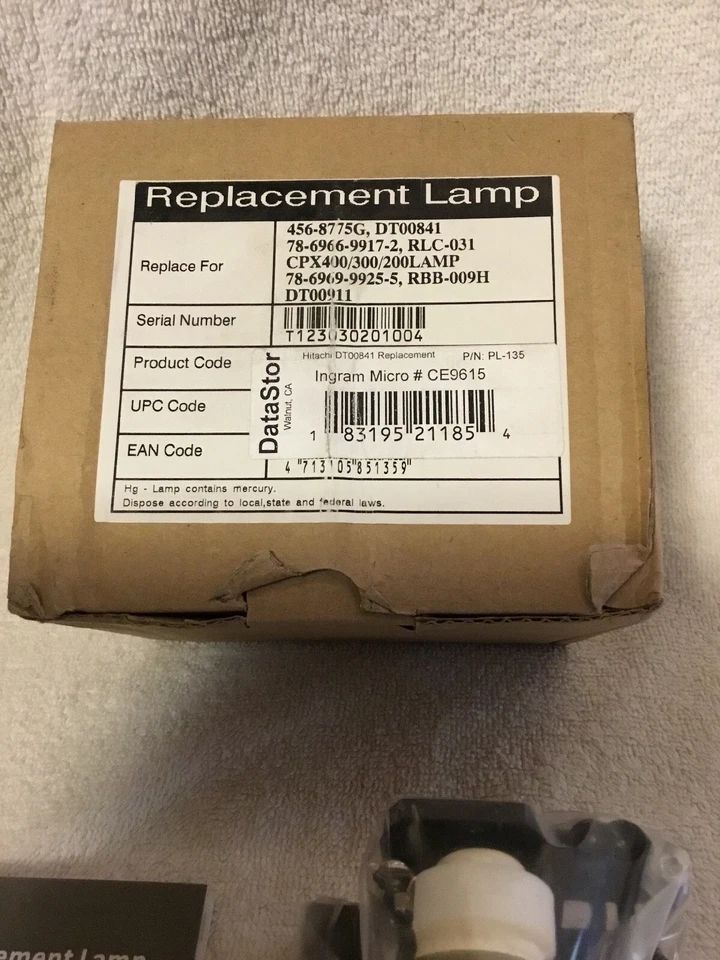 Replacement Lamp
Replace For
456-8775G, DT00841
78-6966-9917-2, RLC-031
CPX400/300/200LAMP
78-6969-9925-5, RBB-009H
DT00911
Serial Number
T123030201004
Product Code
UPC Code
EAN Code
DataStor
Walnut, CA
Hitachi DT00841 Replacement P/N: PL-135
Ingram Micro # CE9615
1 83195 21185 4
4 "713105"851359"
Hg - Lamp contains mercury.
Dispose according to local,state and federal laws.
ement Lamp